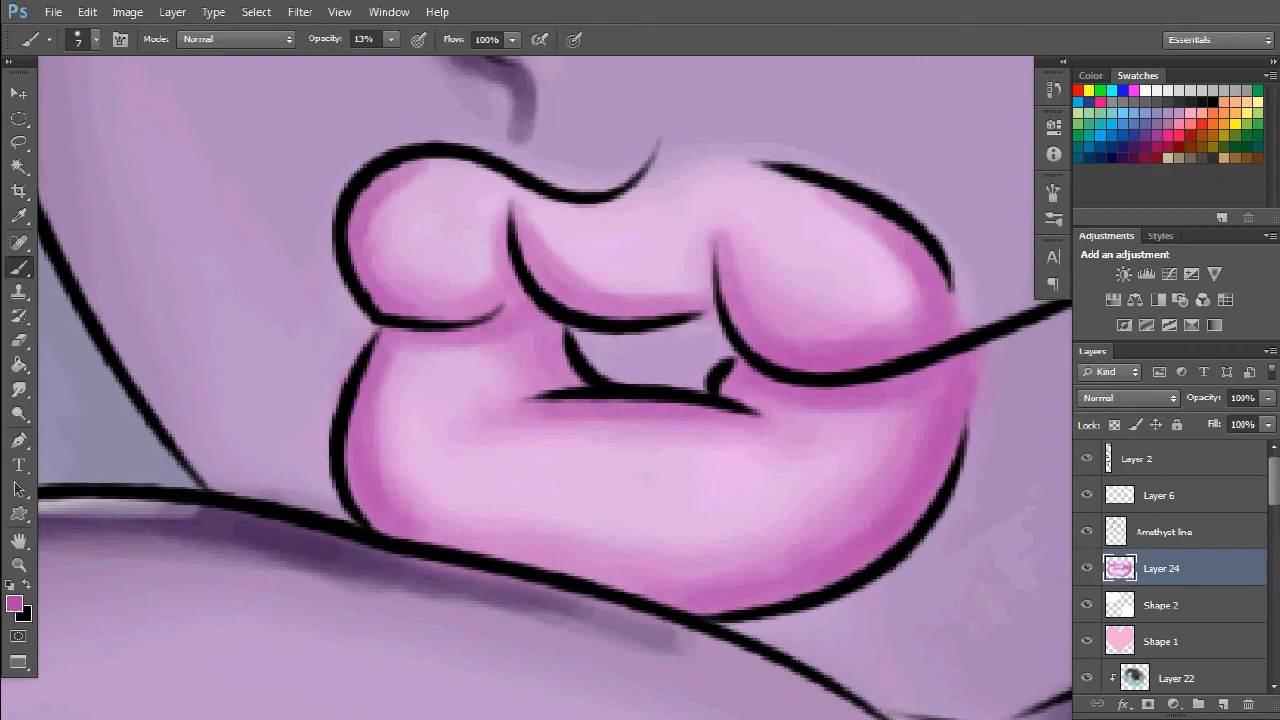 Ps File Edit Image Layer Type Select Filter View Window Help
7 Mode: Normal Opacity: 13% Flow: 100% Essentials
Color Swatches
Adjustments Styles
Add an adjustment
Layers
Kind
Normal Opacity: 100%
Lock: Fill: 100%
Layer 2
Layer 6
Amethyst line
Layer 24
Shape 2
Shape 1
Layer 22
fx